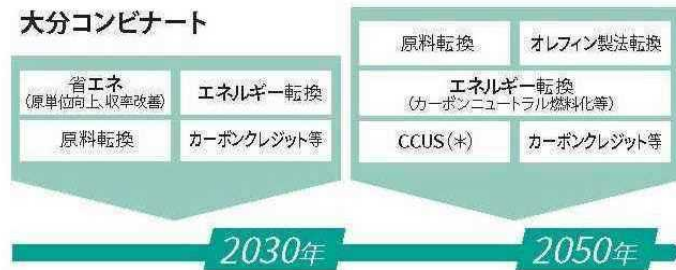 大分コンビナート
省エネ
(原単位向上、収率改善)
エネルギー転換
原料転換
カーボンクレジット等
2030年
原料転換
オレフィン製法転換
エネルギー転換
(カーボンニュートラル燃料化等)
CCUS(*)
カーボンクレジット等
2050年